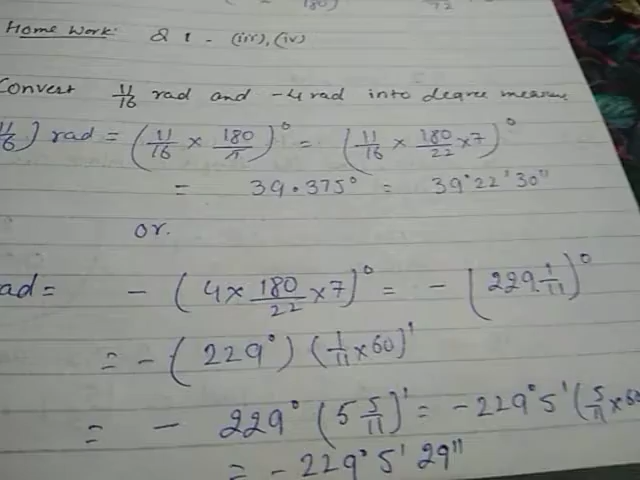 Home Work: Q 1 - (iii), (iv)
Convert 11/16 rad and -4 rad into degree measure
11/16) rad = (11/16 × 180/π)° = (11/16 × 180/22 × 7)°
= 39.375° = 39°22'30"
or.
ad = - (4 × 180/22 × 7)° = - (229 1/11)°
= - (229°) (1/11 × 60)'
= - 229° (5 5/11)' = -229° 5' (5/11 × 60
= - 229° 5' 29"